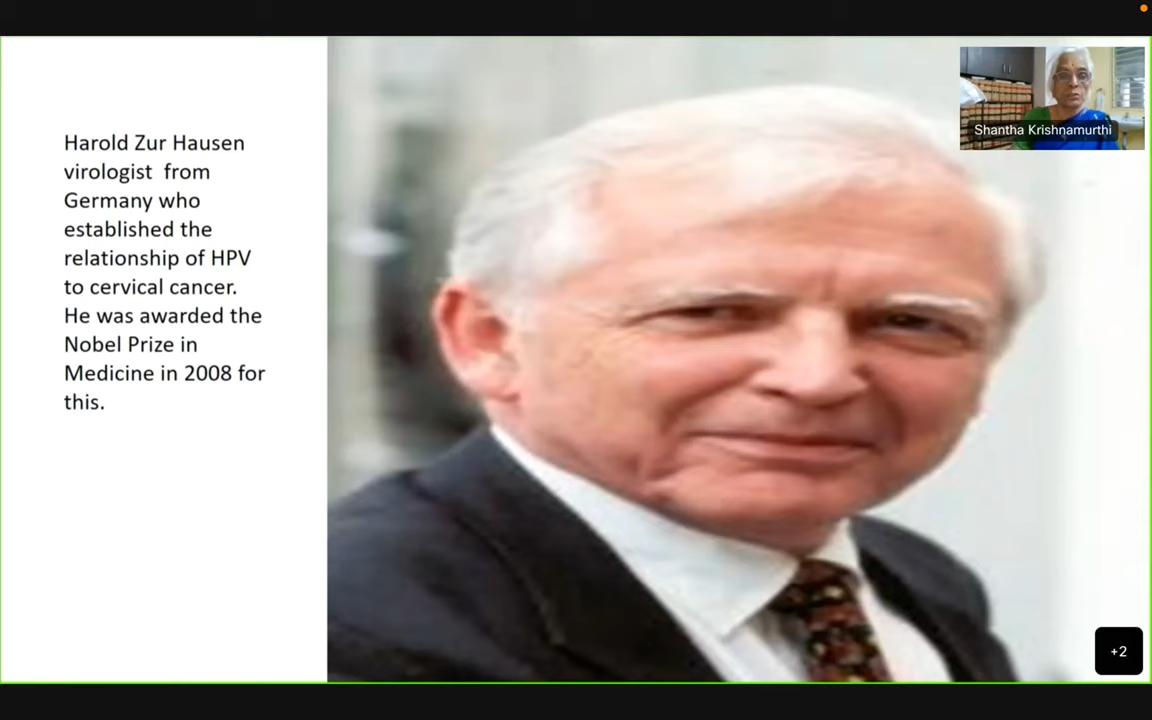 Harold Zur Hausen
virologist  from
Germany who
established the
relationship of HPV
to cervical cancer.
He was awarded the
Nobel Prize in
Medicine in 2008 for
this.
Shantha Krishnamurthi
+2